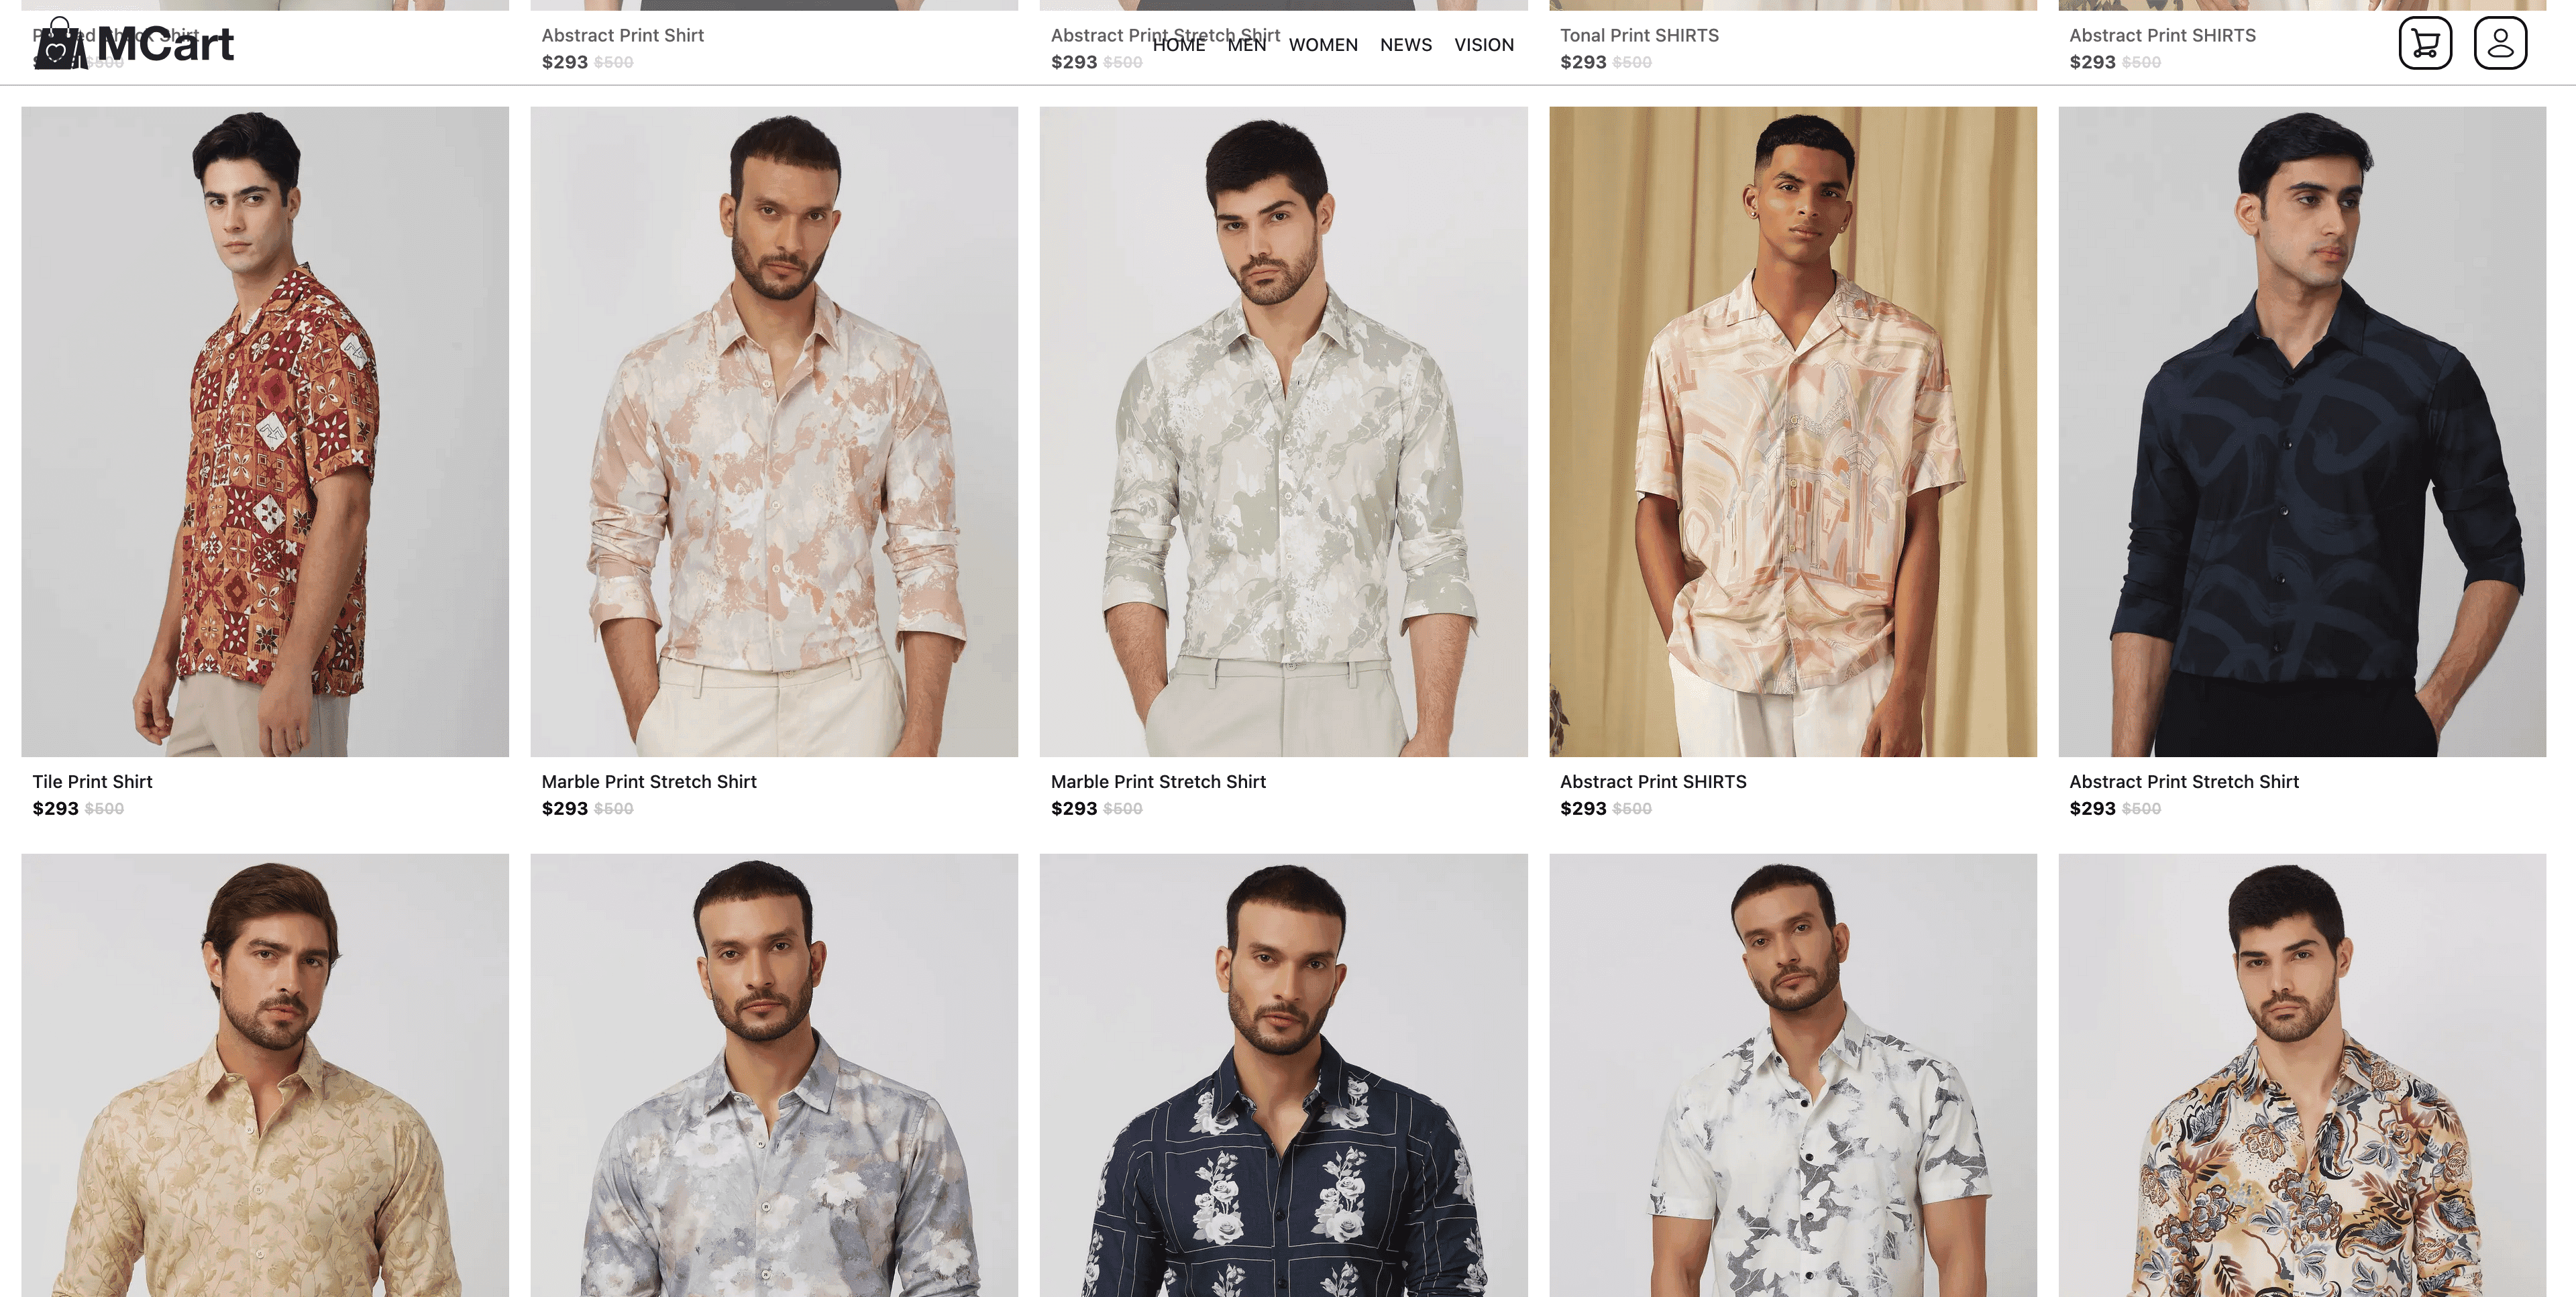 Abstract Print Shirt
Abstract Print Stretch Shirt
Tonal Print SHIRTS
Abstract Print SHIRTS
MCart
HOME MEN WOMEN NEWS VISION
$500
$293 $500
$293 $500
$293 $500
$293 $500
Tile Print Shirt
Marble Print Stretch Shirt
Marble Print Stretch Shirt
Abstract Print SHIRTS
Abstract Print Stretch Shirt
$293 $500
$293 $500
$293 $500
$293 $500
$293 $500